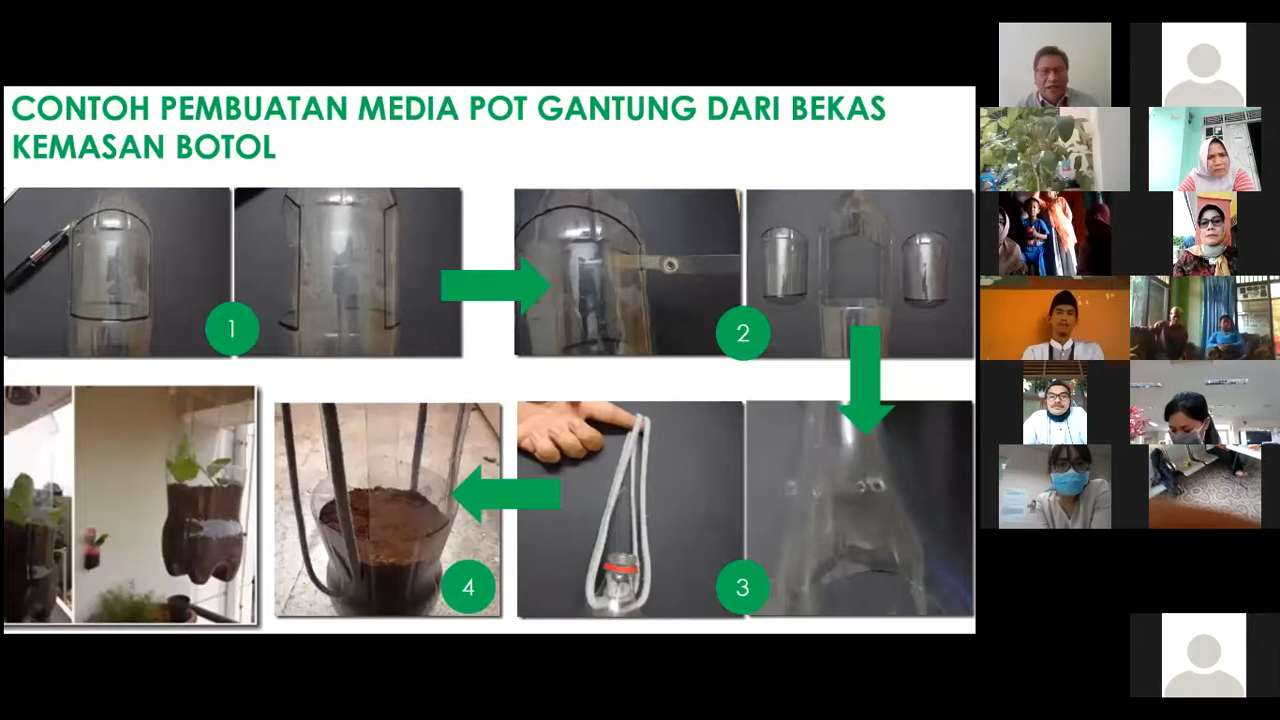 CONTOH PEMBUATAN MEDIA POT GANTUNG DARI BEKAS
KEMASAN BOTOL
1
2
4
3